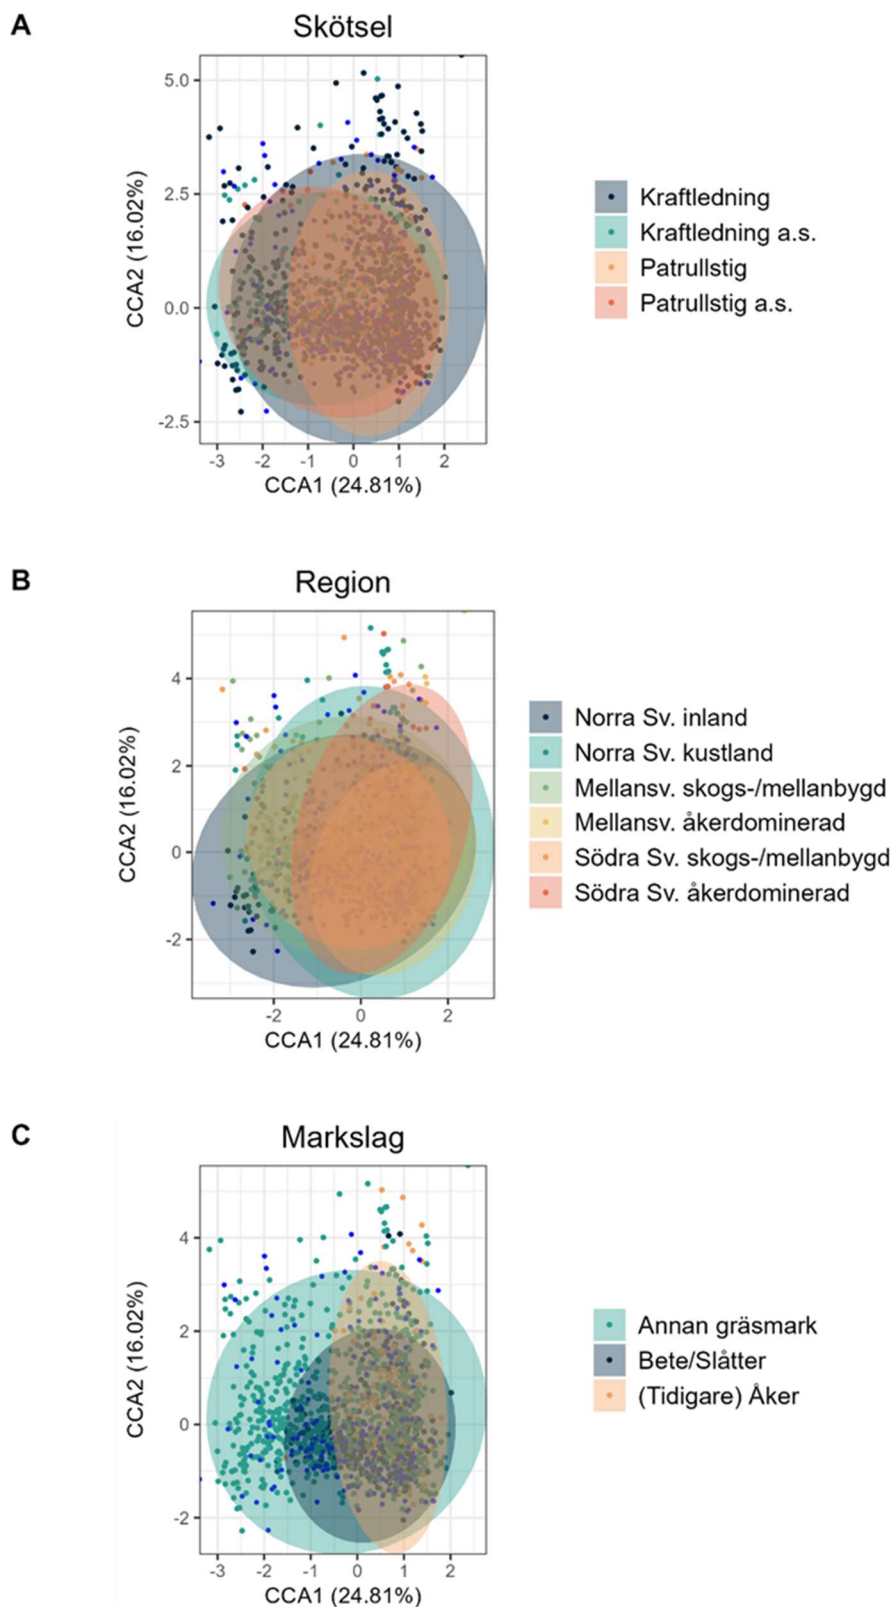 A
Skötsel
5.0
2.5
0.0
-2.5
CCA2 (16.02%)
-3 -2 -1 0 1 2
CCA1 (24.81%)
Kraftledning
Kraftledning a.s.
Patrullstig
Patrullstig a.s.
B
Region
4
2
0
-2
CCA2 (16.02%)
-2 0 2
CCA1 (24.81%)
Norra Sv. inland
Norra Sv. kustland
Mellansv. skogs-/mellanbygd
Mellansv. åkerdominerad
Södra Sv. skogs-/mellanbygd
Södra Sv. åkerdominerad
C
Markslag
4
2
0
-2
CCA2 (16.02%)
-3 -2 -1 0 1 2
CCA1 (24.81%)
Annan gräsmark
Bete/Slåtter
(Tidigare) Åker